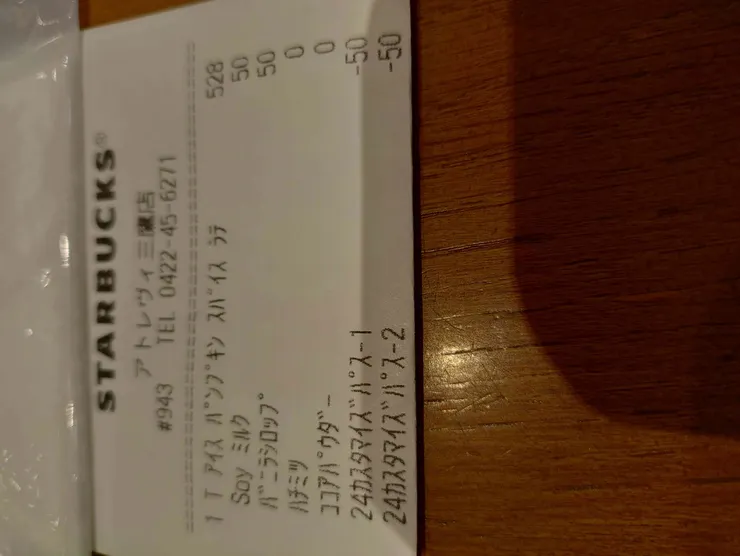 STARBUCKS®
アトレヴィ三鷹店
#943 TEL 0422-45-6271
1 T アイス パンプキン スパイス ラテ 528
Soy ミルク 50
バニラシロップ 50
ハチミツ 0
ココアパウダー 0
24カスタマイズパス-1 -50
24カスタマイズパス-2 -50